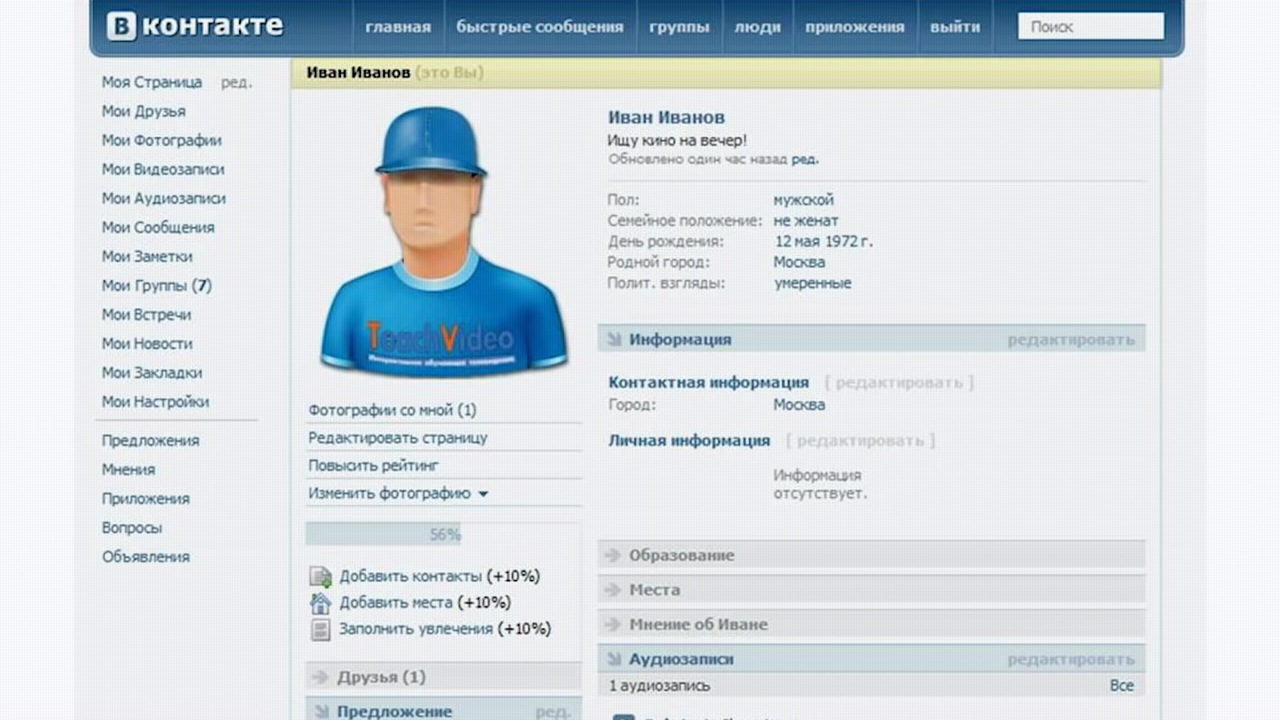 В контакте
главная быстрые сообщения группы люди приложения выйти Поиск
Моя Страница ред.
Мои Друзья
Мои Фотографии
Мои Видеозаписи
Мои Аудиозаписи
Мои Сообщения
Мои Заметки
Мои Группы (7)
Мои Встречи
Мои Новости
Мои Закладки
Мои Настройки
Предложения
Мнения
Приложения
Вопросы
Объявления
Иван Иванов (это Вы)
TeachVideo
Фотографии со мной (1)
Редактировать страницу
Повысить рейтинг
Изменить фотографию
56%
Добавить контакты (+10%)
Добавить места (+10%)
Заполнить увлечения (+10%)
Друзья (1)
Предложение ред.
Иван Иванов
Ищу кино на вечер!
Обновлено один час назад ред.
Пол: мужской
Семейное положение: не женат
День рождения: 12 мая 1972 г.
Родной город: Москва
Полит. взгляды: умеренные
Информация редактировать
Контактная информация [ редактировать ]
Город: Москва
Личная информация [ редактировать ]
Информация
отсутствует.
Образование
Места
Мнение об Иване
Аудиозаписи редактировать
1 аудиозапись Все